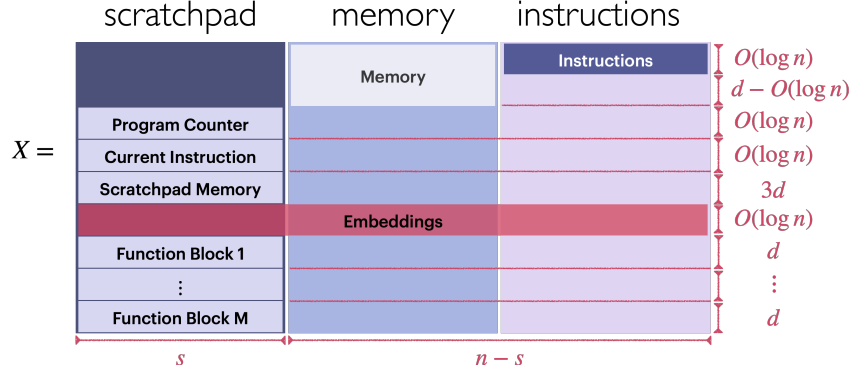 scratchpad memory instructions
Instructions O(log n)
Memory
d − O(log n)
Program Counter O(log n)
X = Current Instruction O(log n)
Scratchpad Memory 3d
Embeddings O(log n)
Function Block 1 d
⋮ ⋮
Function Block M d
s n − s